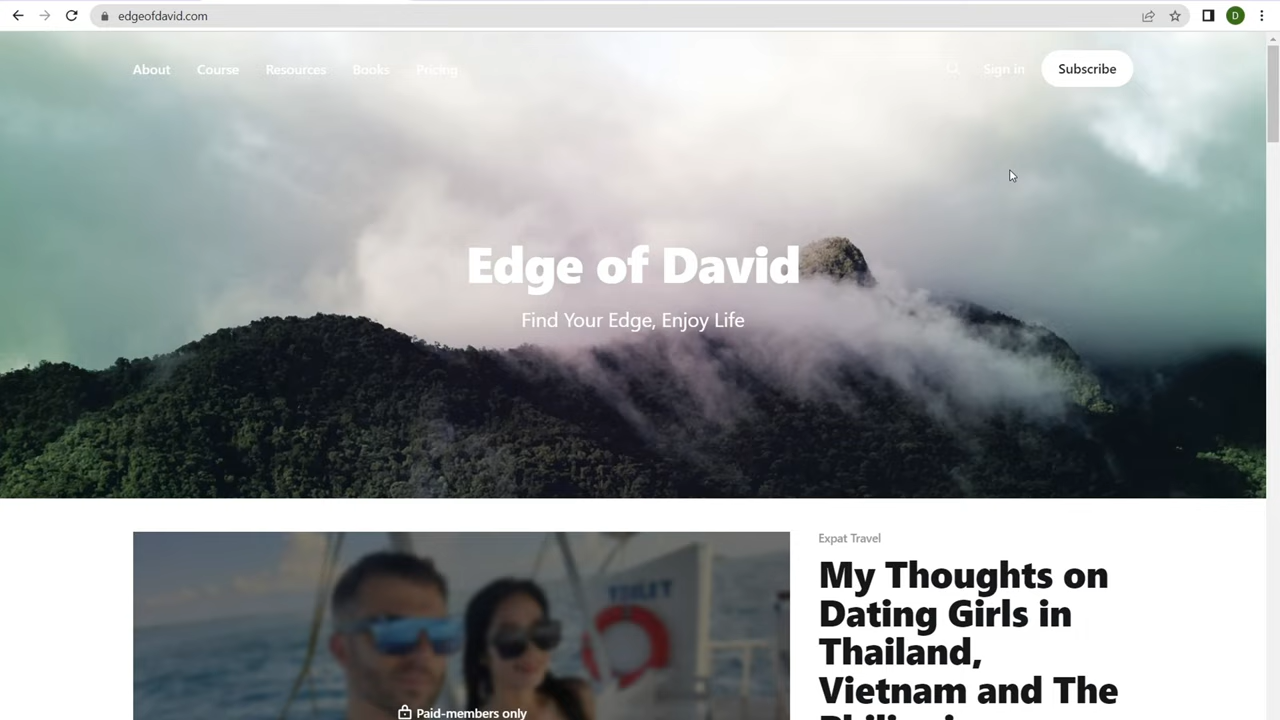 edgeofdavid.com
D
About Course Resources Books Pricing
Sign in Subscribe
Edge of David
Find Your Edge, Enjoy Life
TOILET
Paid-members only
Expat Travel
My Thoughts on
Dating Girls in
Thailand,
Vietnam and The